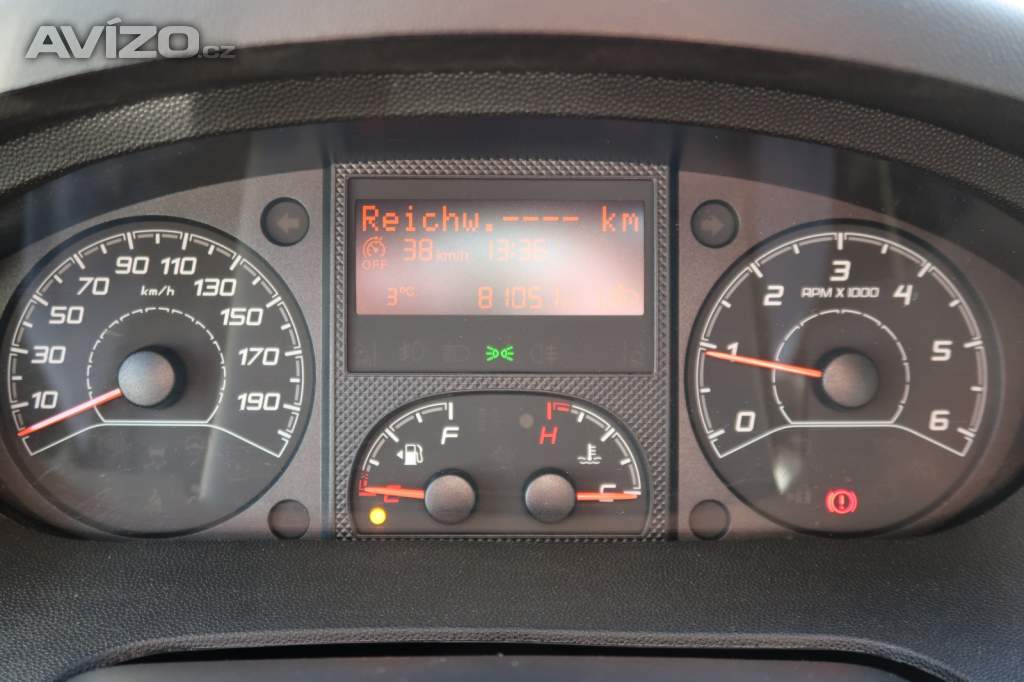 AVÍZO.cz
Reichw. ---- km
OFF 38 km/h 13:36
3°C 81051
10 30 50 70 90 110 130 150 170 190
km/h
0 1 2 3 4 5 6
RPM X 1000
F
E
H
C